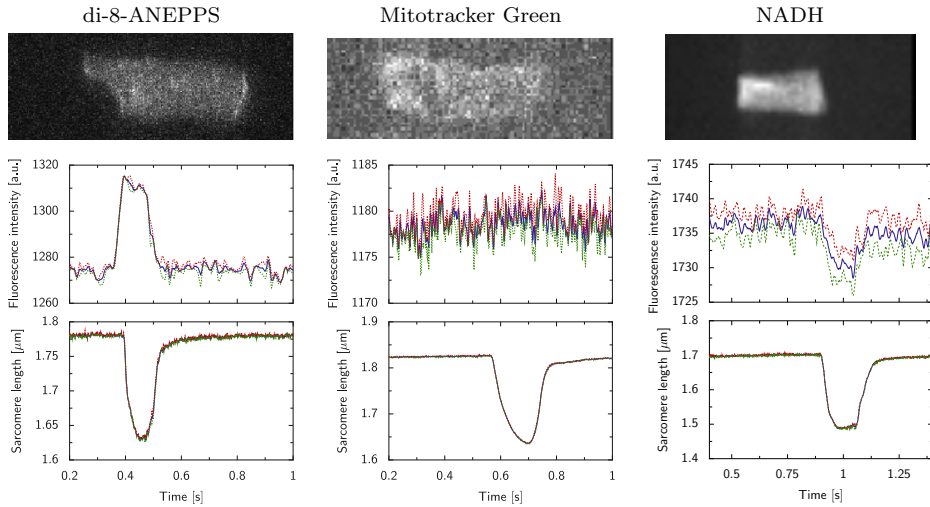 di-8-ANEPPS
Mitotracker Green
NADH
Fluorescence intensity [a.u.]
1320
1300
1280
1260
Fluorescence intensity [a.u.]
1185
1180
1175
1170
Fluorescensce intensity [a.u.]
1745
1740
1735
1730
1725
Sarcomere length [μm]
1.8
1.75
1.7
1.65
1.6
0.2 0.4 0.6 0.8 1
Time [s]
Sarcomere length [μm]
1.9
1.8
1.7
1.6
0.2 0.4 0.6 0.8 1
Time [s]
Sarcomere length [μm]
1.8
1.7
1.6
1.5
1.4
0.5 0.75 1 1.25
Time [s]